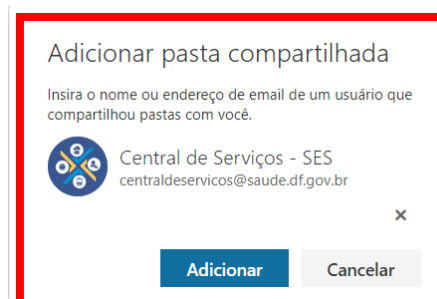 Adicionar pasta compartilhada
Insira o nome ou endereço de email de um usuário que
compartilhou pastas com você.
Central de Serviços - SES
centraldeservicos@saude.df.gov.br
×
Adicionar Cancelar